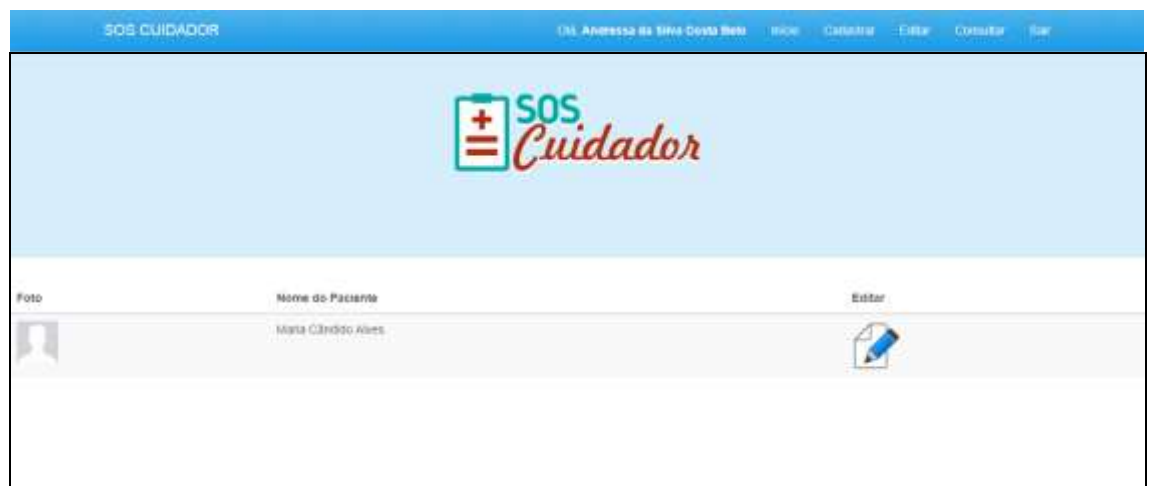 SOS CUIDADOR Olá, Andressa da Silva Costa Belo Início Cadastrar Editar Consultar Sair
SOS
Cuidador
Foto Nome do Paciente Editar
Maria Cândido Alves